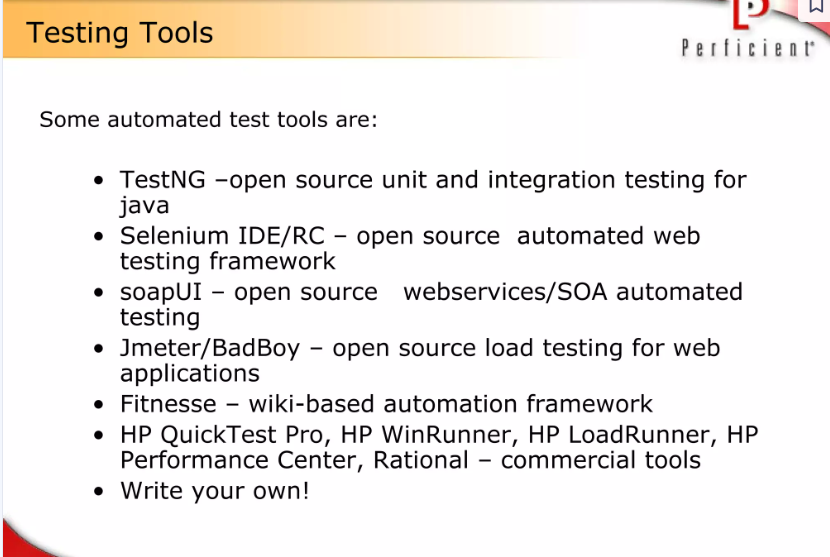 Testing Tools
Perficient®
Some automated test tools are:
• TestNG –open source unit and integration testing for
java
• Selenium IDE/RC – open source  automated web
testing framework
• soapUI – open source   webservices/SOA automated
testing
• Jmeter/BadBoy – open source load testing for web
applications
• Fitnesse – wiki-based automation framework
• HP QuickTest Pro, HP WinRunner, HP LoadRunner, HP
Performance Center, Rational – commercial tools
• Write your own!